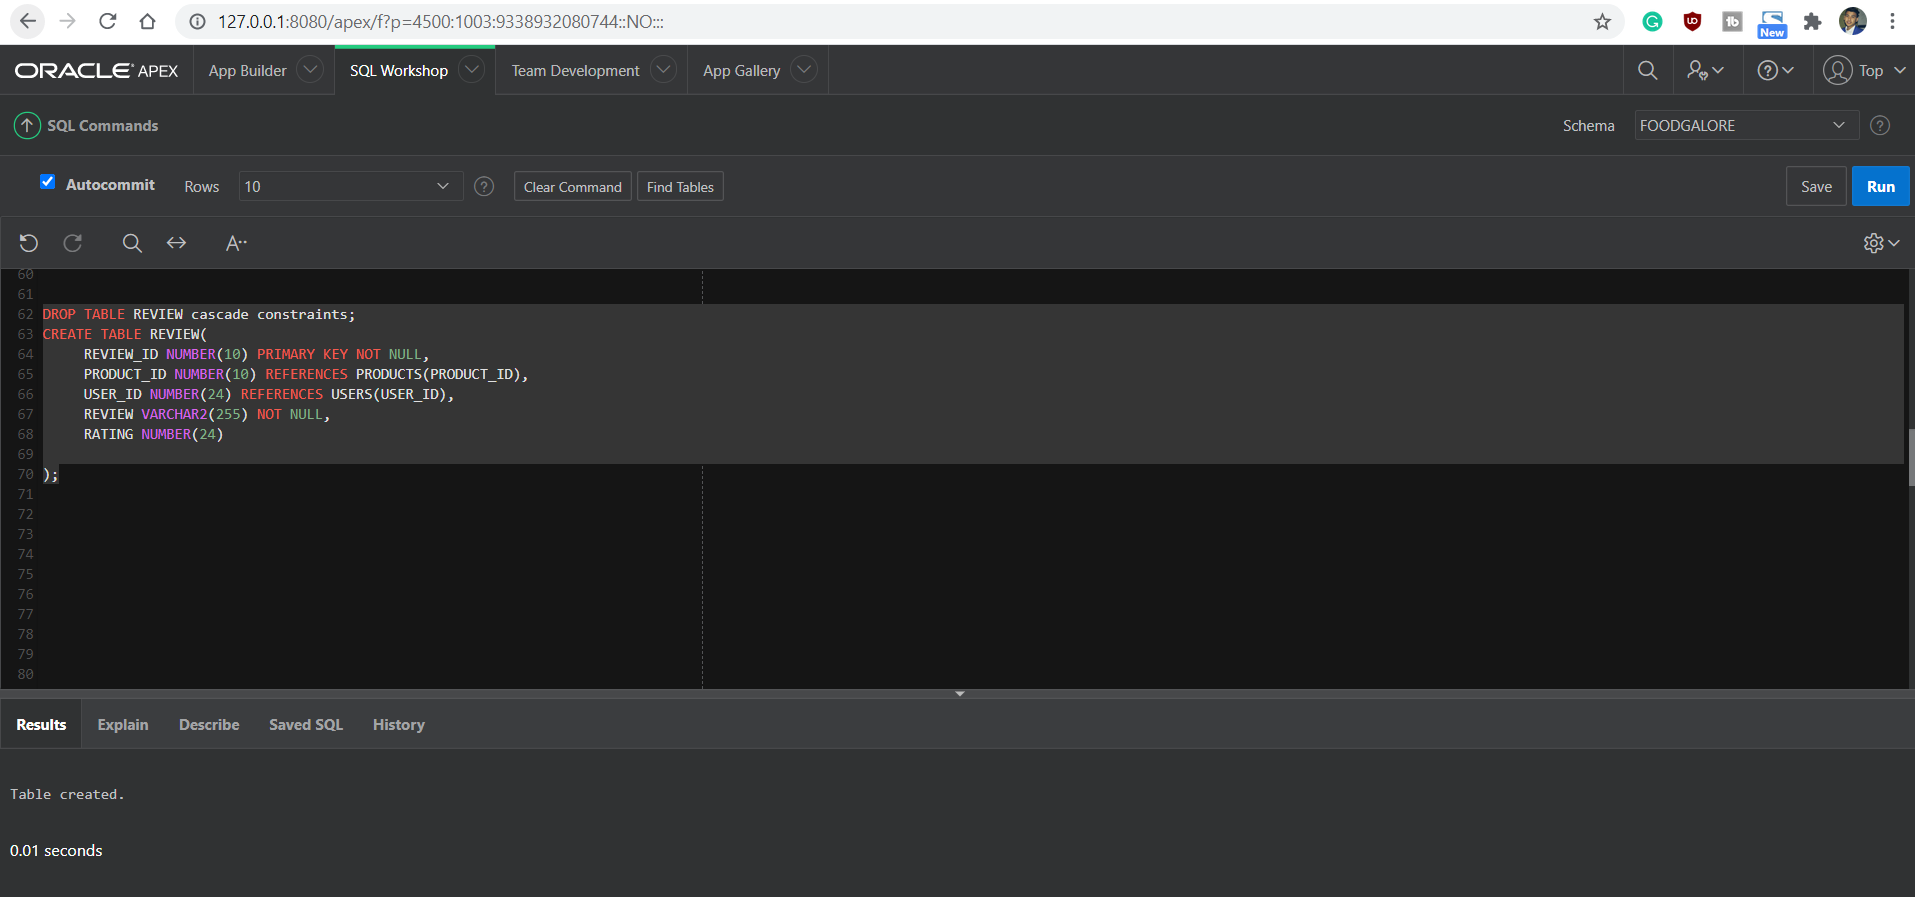 127.0.0.1:8080/apex/f?p=4500:1003:9338932080744::NO:::
New
ORACLE APEX App Builder SQL Workshop Team Development App Gallery Top
SQL Commands Schema FOODGALORE
Autocommit Rows 10 Clear Command Find Tables Save Run
A
60
61
62 DROP TABLE REVIEW cascade constraints;
63 CREATE TABLE REVIEW(
64 REVIEW_ID NUMBER(10) PRIMARY KEY NOT NULL,
65 PRODUCT_ID NUMBER(10) REFERENCES PRODUCTS(PRODUCT_ID),
66 USER_ID NUMBER(24) REFERENCES USERS(USER_ID),
67 REVIEW VARCHAR2(255) NOT NULL,
68 RATING NUMBER(24)
69
70 );
71
72
73
74
75
76
77
78
79
80
Results Explain Describe Saved SQL History
Table created.
0.01 seconds